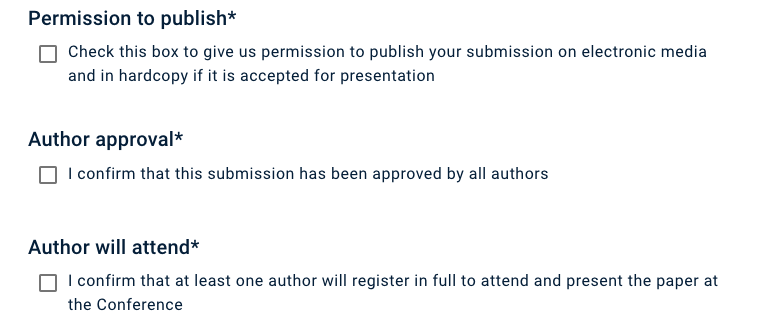 Permission to publish*
Check this box to give us permission to publish your submission on electronic media
and in hardcopy if it is accepted for presentation
Author approval*
I confirm that this submission has been approved by all authors
Author will attend*
I confirm that at least one author will register in full to attend and present the paper at
the Conference